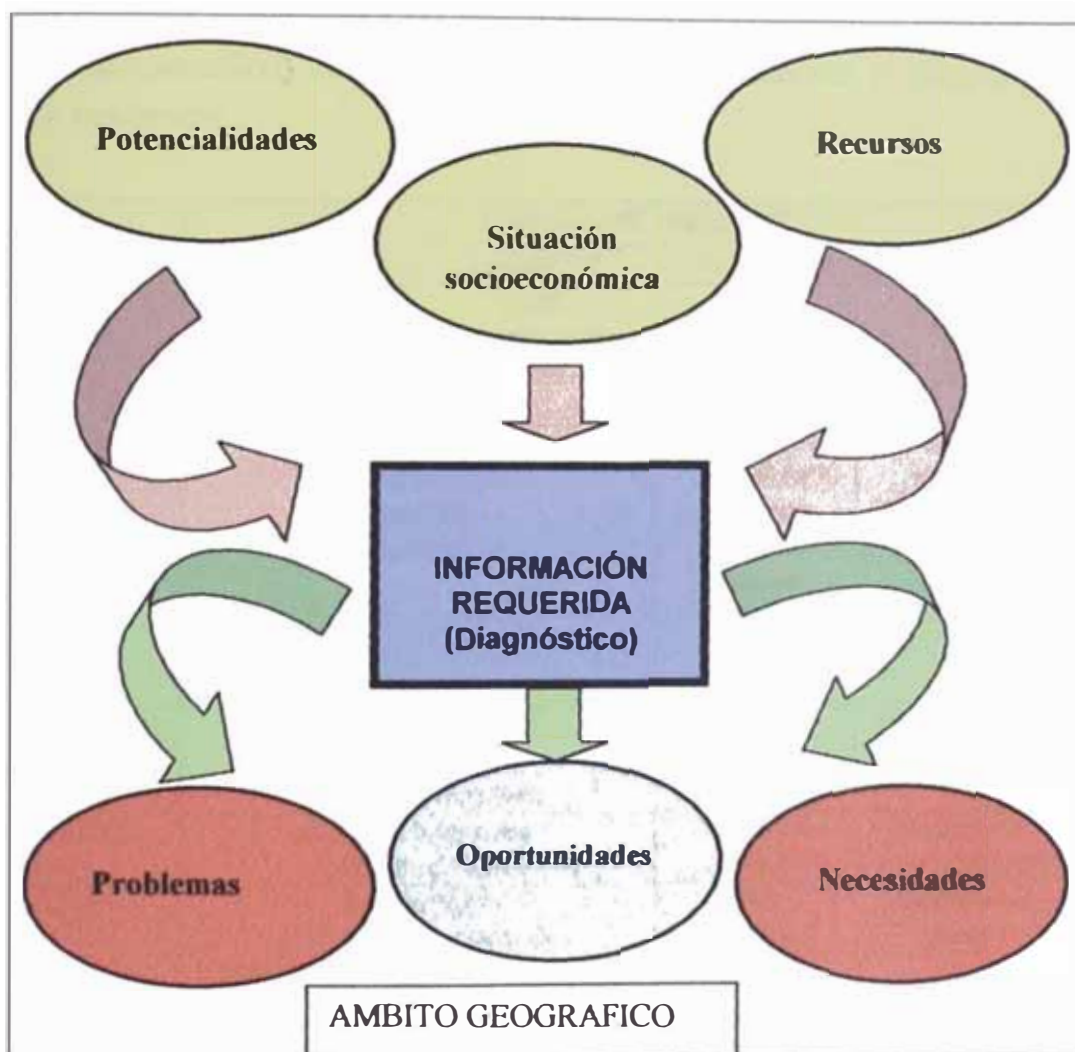 Potencialidades
Recursos
Situación
socioeconómica
INFORMACIÓN
REQUERIDA
(Diagnóstico)
Problemas
Oportunidades
Necesidades
AMBITO GEOGRAFICO